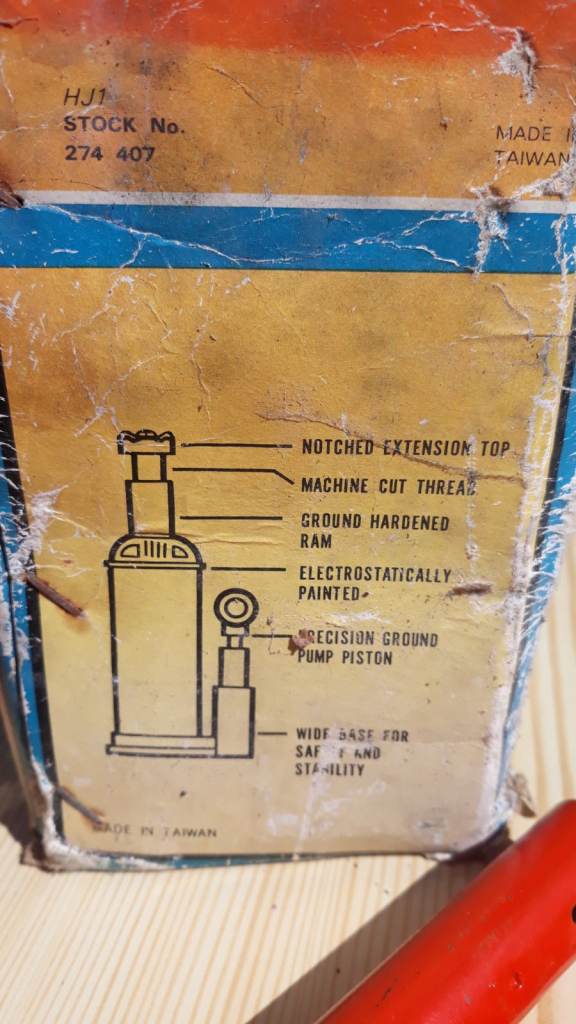 HJ1
STOCK No.
274 407
MADE I
TAIWAN
NOTCHED EXTENSION TOP
MACHINE CUT THREAD
GROUND HARDENED
RAM
ELECTROSTATICALLY
PAINTED
PRECISION GROUND
PUMP PISTON
WIDE BASE FOR
SAFETY AND
STABILITY
MADE IN TAIWAN